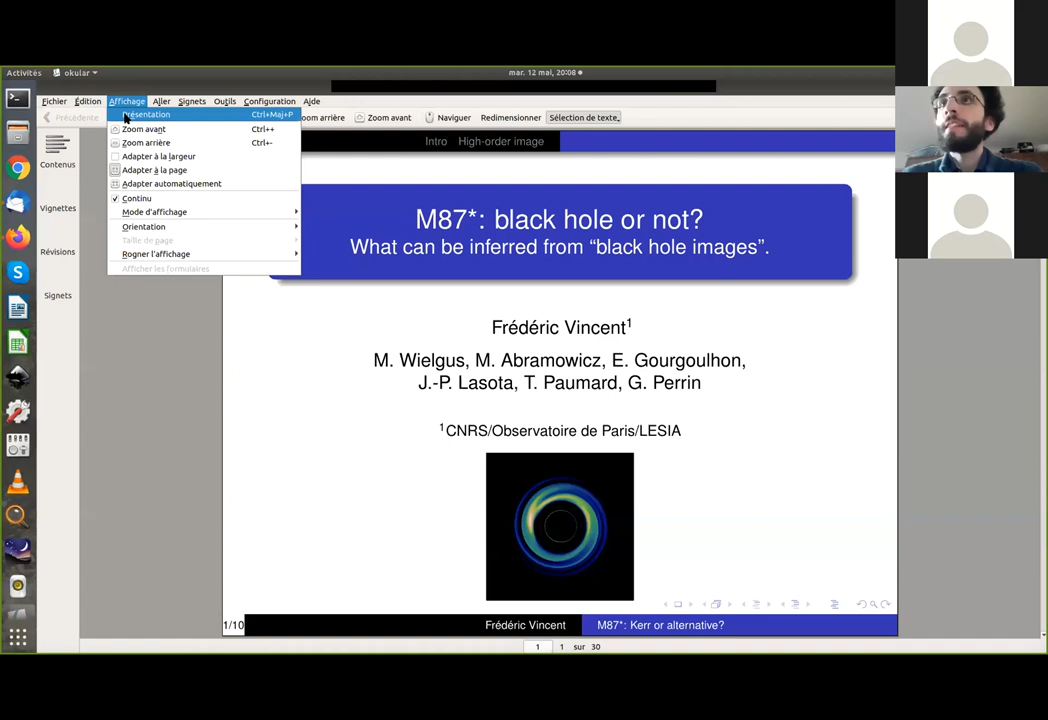 Activités okular mar. 12 mai, 20:08
Fichier Édition Affichage Aller Signets Outils Configuration Aide
Précédente Zoom arrière Zoom avant Naviguer Redimensionner Sélection de texte
Présentation Ctrl+Maj+P
Zoom avant Ctrl++
Zoom arrière Ctrl+-
Adapter à la largeur
Adapter à la page
Adapter automatiquement
Continu
Mode d'affichage
Orientation
Taille de page
Rogner l'affichage
Afficher les formulaires
Contenus
Vignettes
Révisions
Signets
Intro High-order image
M87*: black hole or not?
What can be inferred from “black hole images”.
Frédéric Vincent1
M. Wielgus, M. Abramowicz, E. Gourgoulhon,
J.-P. Lasota, T. Paumard, G. Perrin
1CNRS/Observatoire de Paris/LESIA
1/10 Frédéric Vincent M87*: Kerr or alternative?
1 1 sur 30